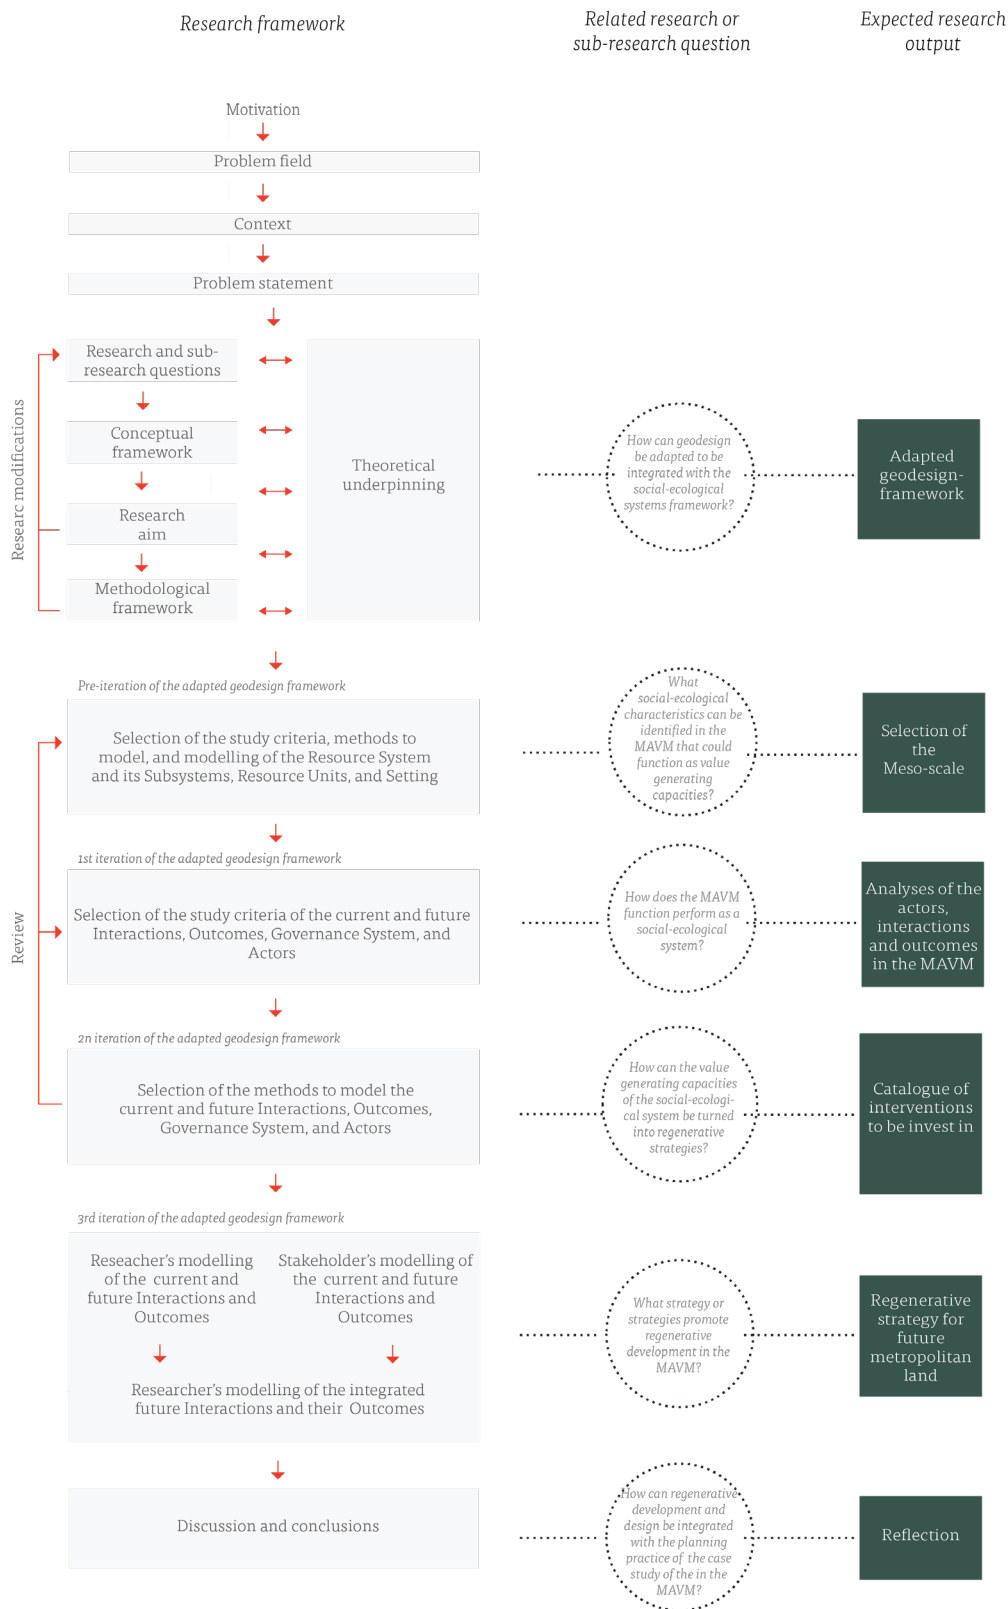 Research framework
Related research or
sub-research question
Expected research
output
Motivation
Problem field
Context
Problem statement
Researc modifications
Research and sub-
research questions
Conceptual
framework
Research
aim
Methodological
framework
Theoretical
underpinning
How can geodesign
be adapted to be
integrated with the
social-ecological
systems framework?
Adapted
geodesign-
framework
Pre-iteration of the adapted geodesign framework
Selection of the study criteria, methods to
model, and modelling of the Resource System
and its Subsystems, Resource Units, and Setting
What
social-ecological
characteristics can be
identified in the
MAVM that could
function as value
generating
capacities?
Selection of
the
Meso-scale
Review
1st iteration of the adapted geodesign framework
Selection of the study criteria of the current and future
Interactions, Outcomes, Governance System, and
Actors
How does the MAVM
function perform as a
social-ecological
system?
Analyses of the
actors,
interactions
and outcomes
in the MAVM
2n iteration of the adapted geodesign framework
Selection of the methods to model the
current and future Interactions, Outcomes,
Governance System, and Actors
How can the value
generating capacities
of the social-ecologi-
cal system be turned
into regenerative
strategies?
Catalogue of
interventions
to be invest in
3rd iteration of the adapted geodesign framework
Reseacher's modelling
of the current and
future Interactions and
Outcomes
Stakeholder's modelling of
the current and future
Interactions and
Outcomes
Researcher's modelling of the integrated
future Interactions and their Outcomes
What strategy or
strategies promote
regenerative
development in the
MAVM?
Regenerative
strategy for
future
metropolitan
land
Discussion and conclusions
How can regenerative
development and
design be integrated
with the planning
practice of the case
study of the in the
MAVM?
Reflection